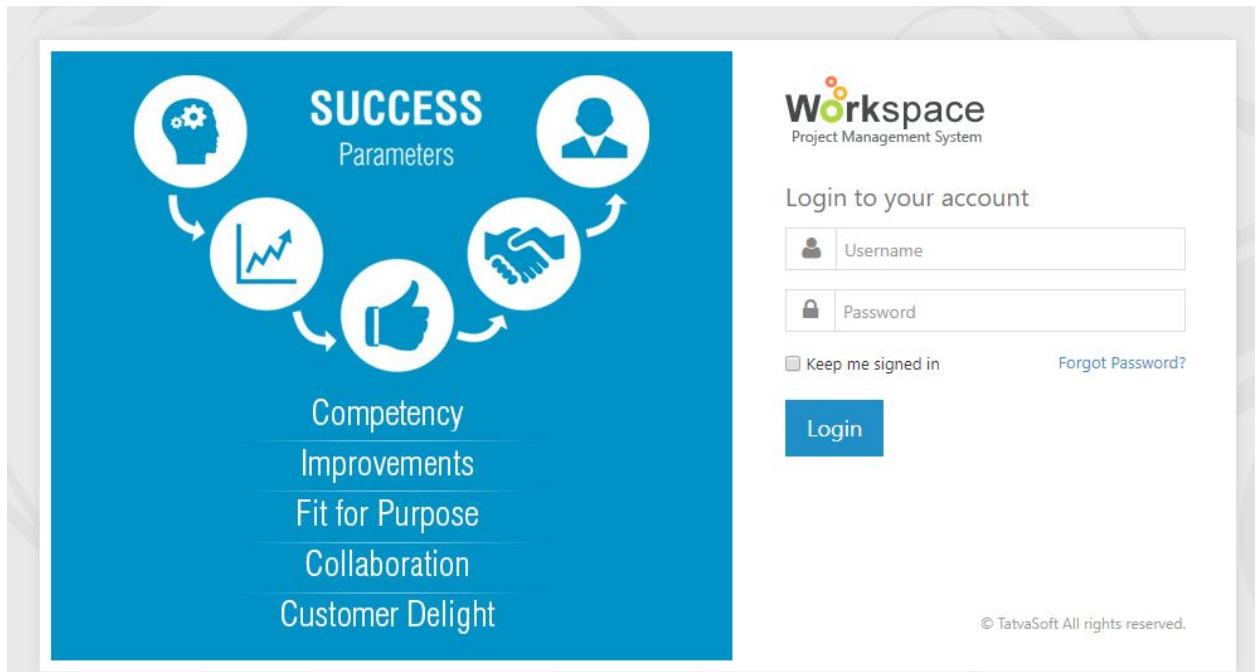 SUCCESS
Parameters
Competency
Improvements
Fit for Purpose
Collaboration
Customer Delight
Workspace
Project Management System
Login to your account
Username
Password
Keep me signed in
Forgot Password?
Login
© TatvaSoft All rights reserved.